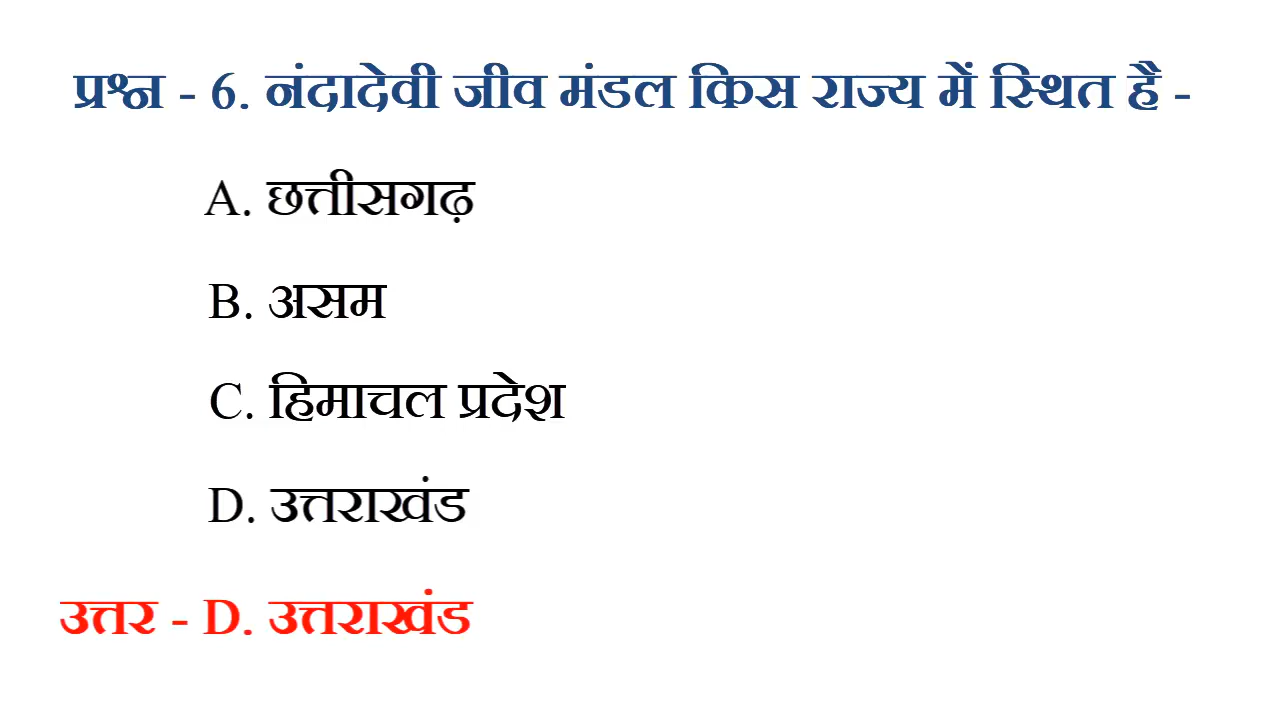 प्रश्न - 6. नंदादेवी जीव मंडल किस राज्य में स्थित है -
A. छत्तीसगढ़
B. असम
C. हिमाचल प्रदेश
D. उत्तराखंड
उत्तर - D. उत्तराखंड